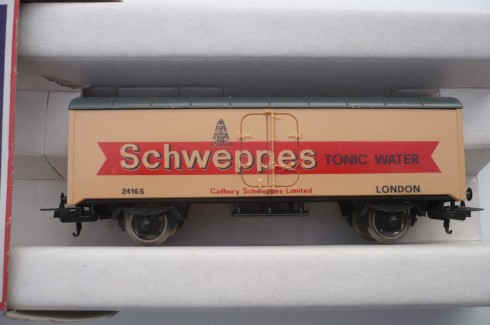 Schweppes TONIC WATER
2416S
Cadbury Schweppes Limited
LONDON